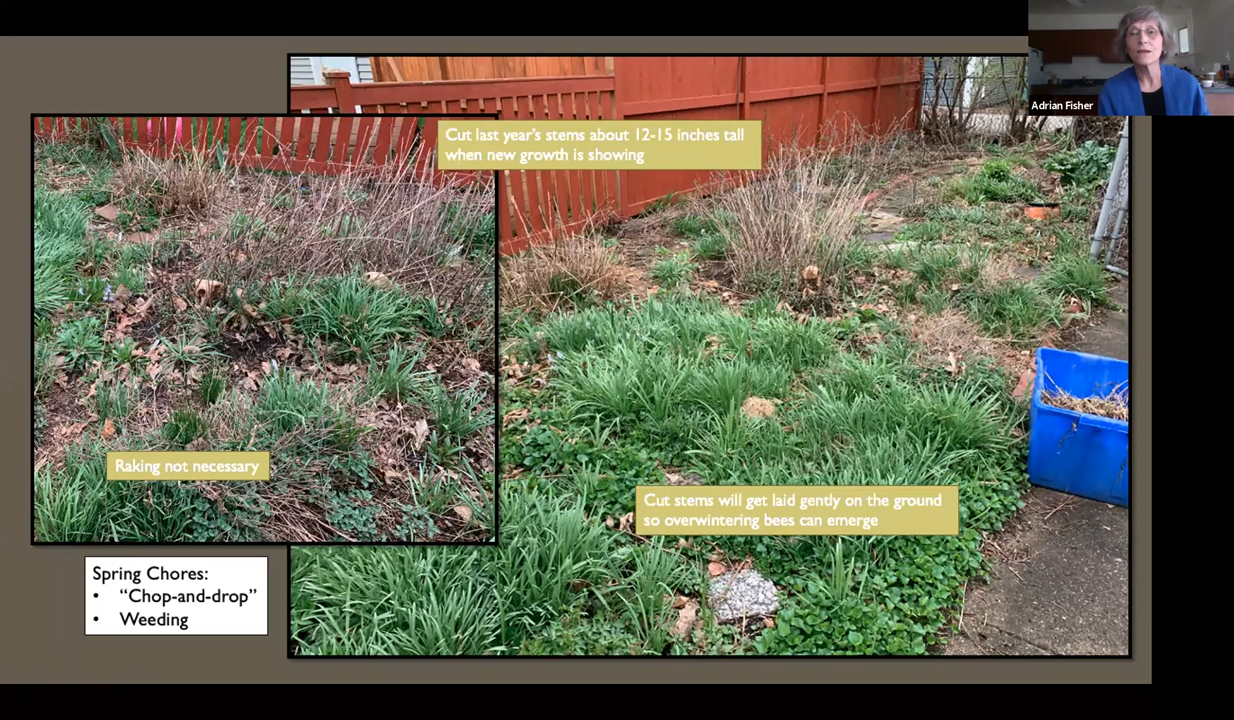 Adrian Fisher
Cut last year's stems about 12-15 inches tall
when new growth is showing
Raking not necessary
Cut stems will get laid gently on the ground
so overwintering bees can emerge
Spring Chores:
• “Chop-and-drop”
• Weeding